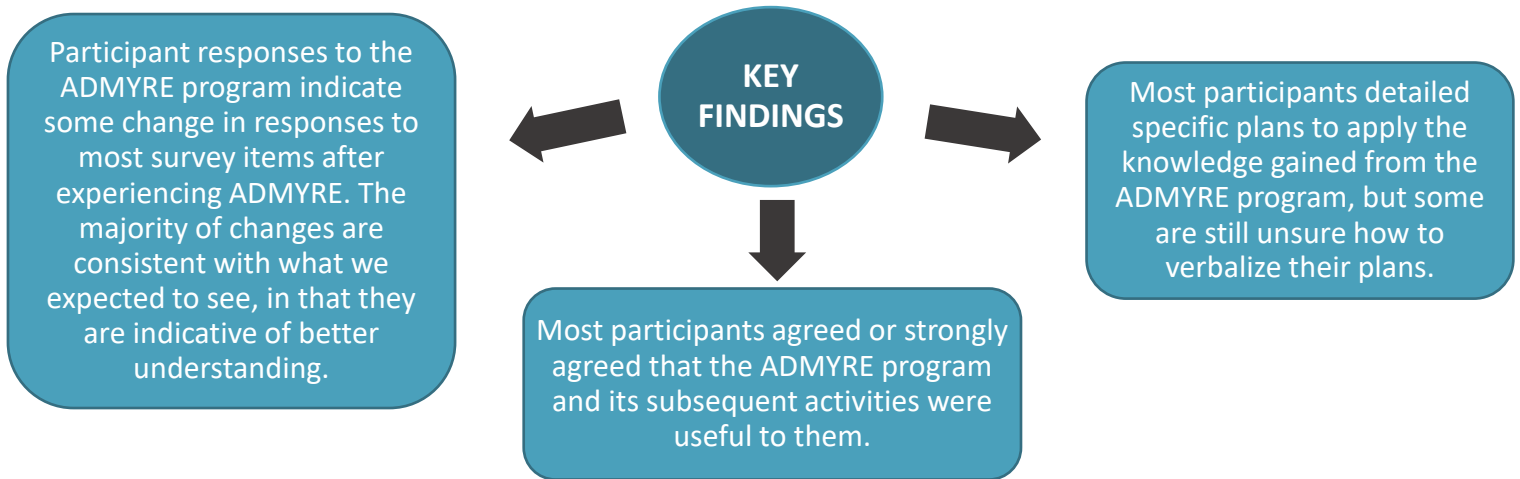 KEY
FINDINGS
Participant responses to the
ADMYRE program indicate
some change in responses to
most survey items after
experiencing ADMYRE. The
majority of changes are
consistent with what we
expected to see, in that they
are indicative of better
understanding.
Most participants agreed or strongly
agreed that the ADMYRE program
and its subsequent activities were
useful to them.
Most participants detailed
specific plans to apply the
knowledge gained from the
ADMYRE program, but some
are still unsure how to
verbalize their plans.